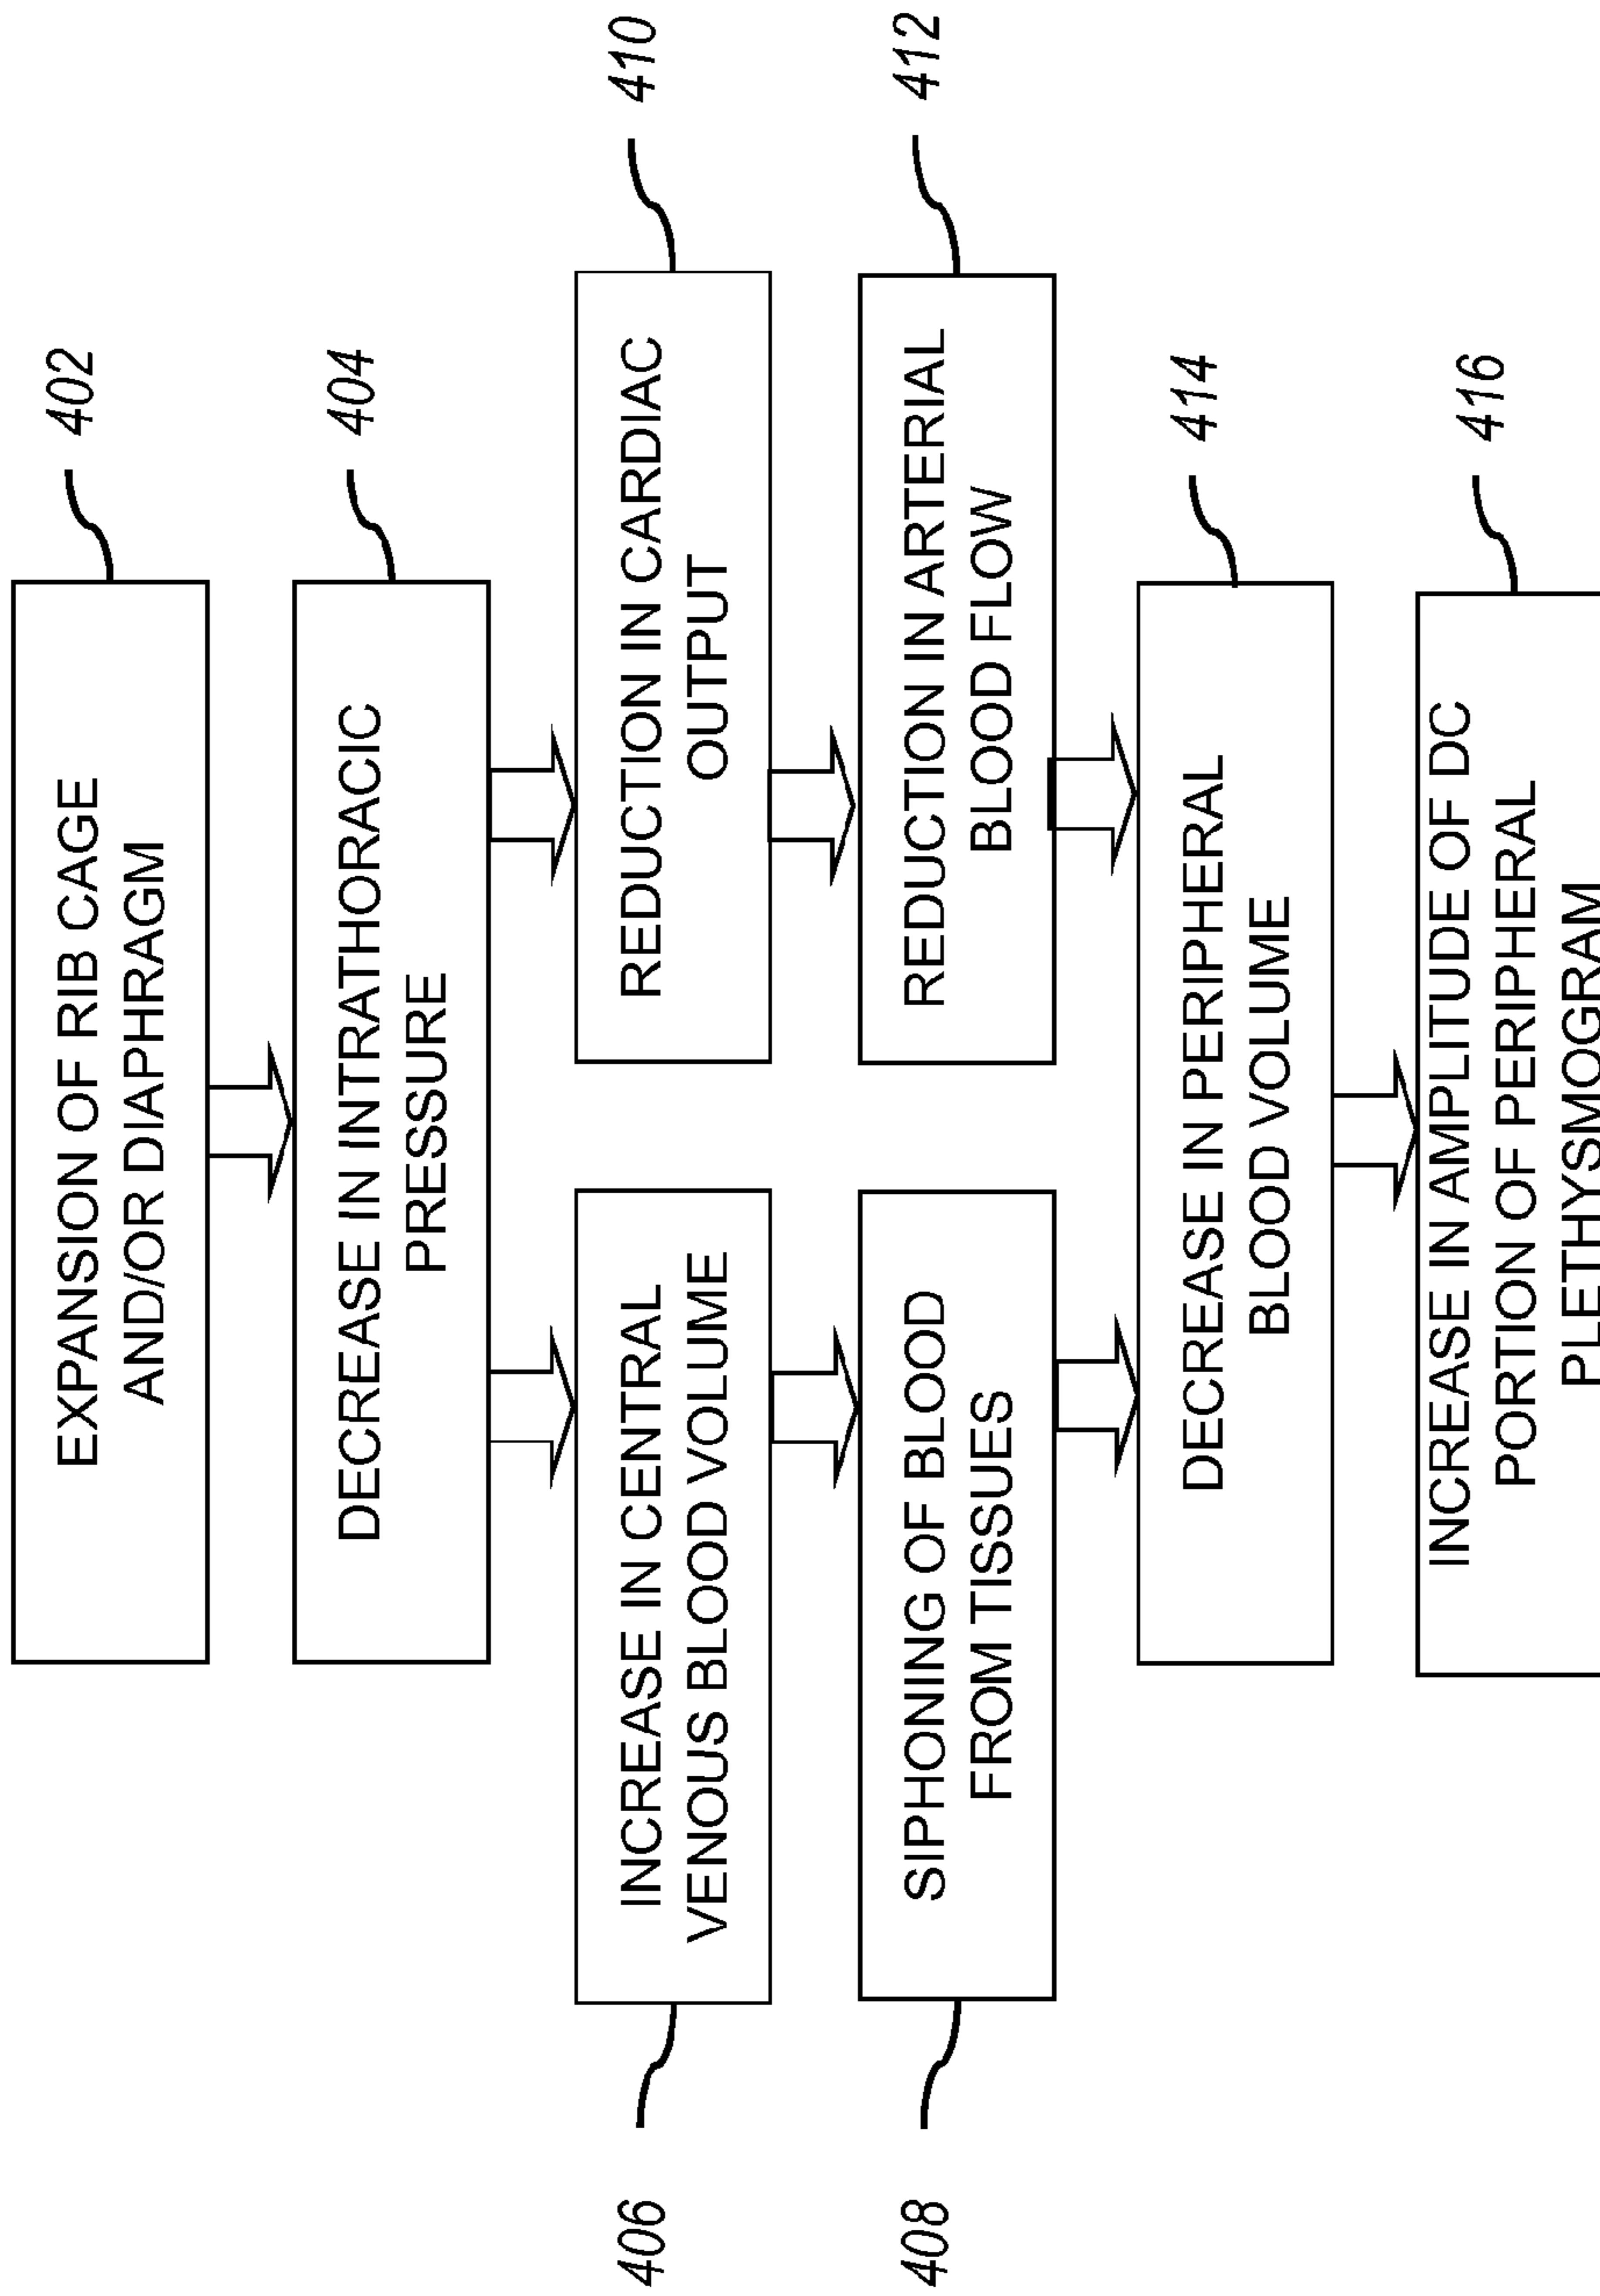 EXPANSION OF RIB CAGE
AND/OR DIAPHRAGM
402
DECREASE IN INTRATHORACIC
PRESSURE
404
406
INCREASE IN CENTRAL
VENOUS BLOOD VOLUME
REDUCTION IN CARDIAC
OUTPUT
410
408
SIPHONING OF BLOOD
FROM TISSUES
REDUCTION IN ARTERIAL
BLOOD FLOW
412
DECREASE IN PERIPHERAL
BLOOD VOLUME
414
INCREASE IN AMPLITUDE OF DC
PORTION OF PERIPHERAL
PLETHYSMOGRAM
416